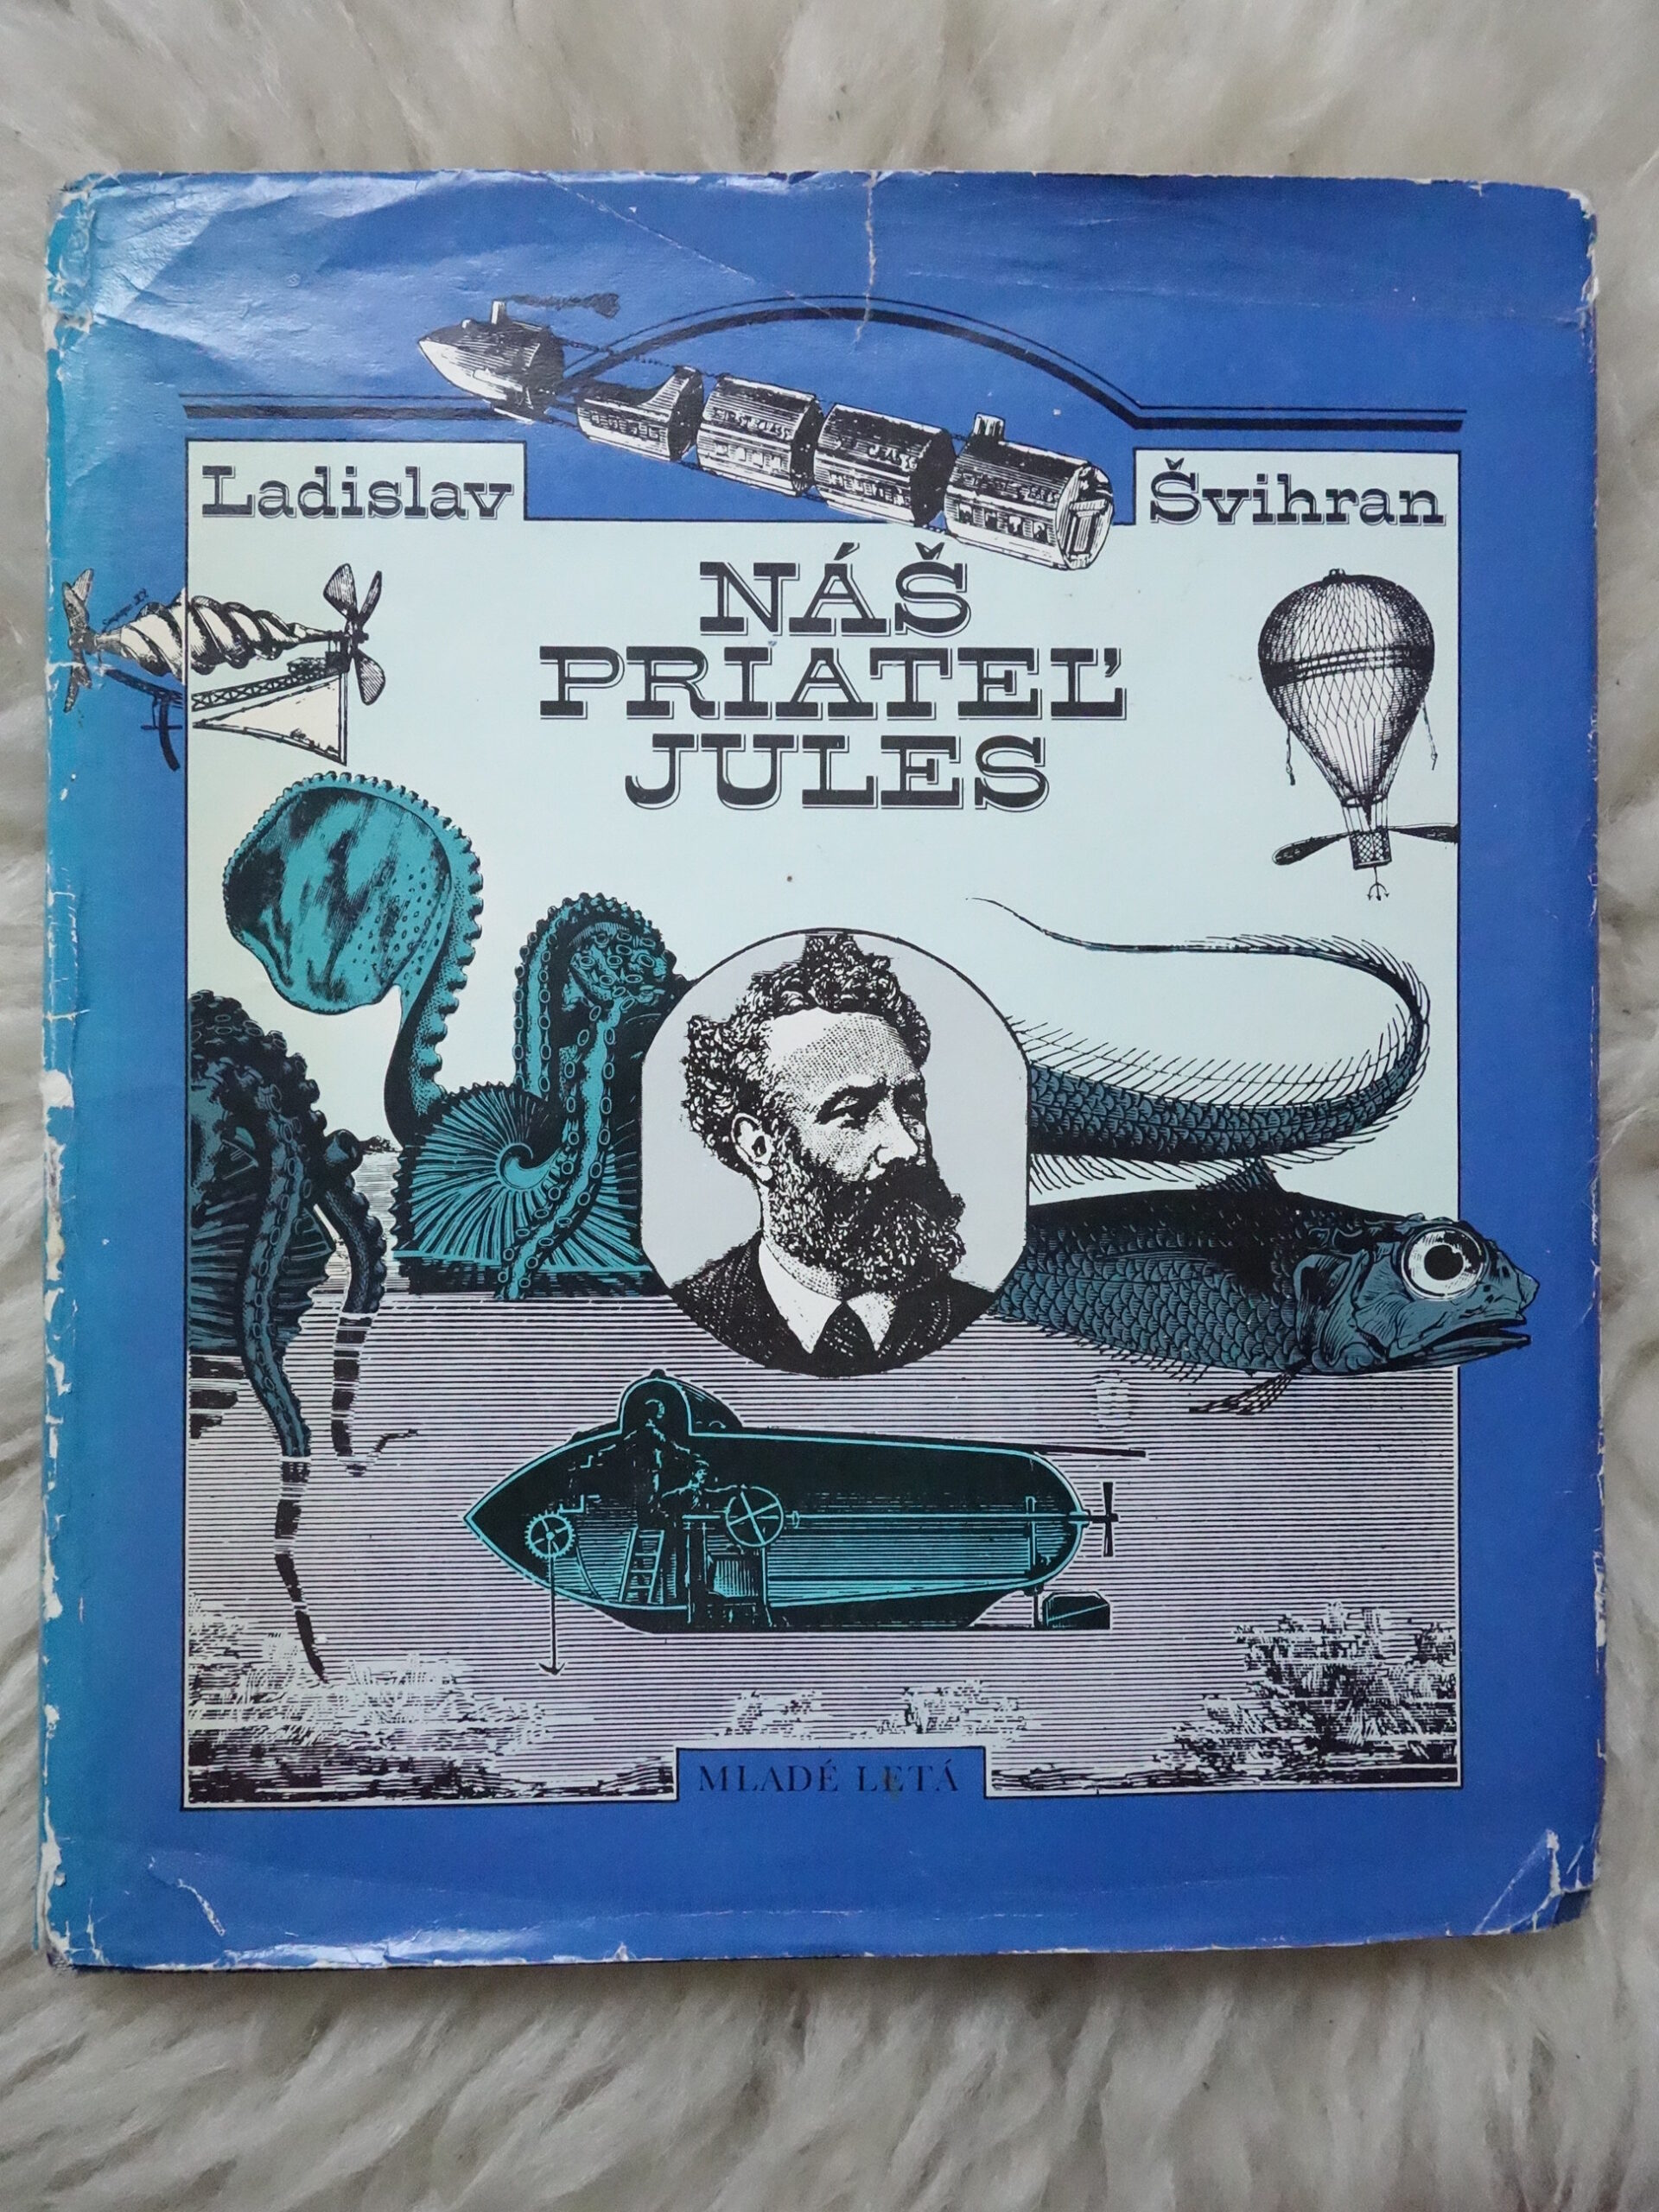 Ladislav Švihran
NÁŠ
PRIATEĽ
JULES
MLADÉ LETÁ